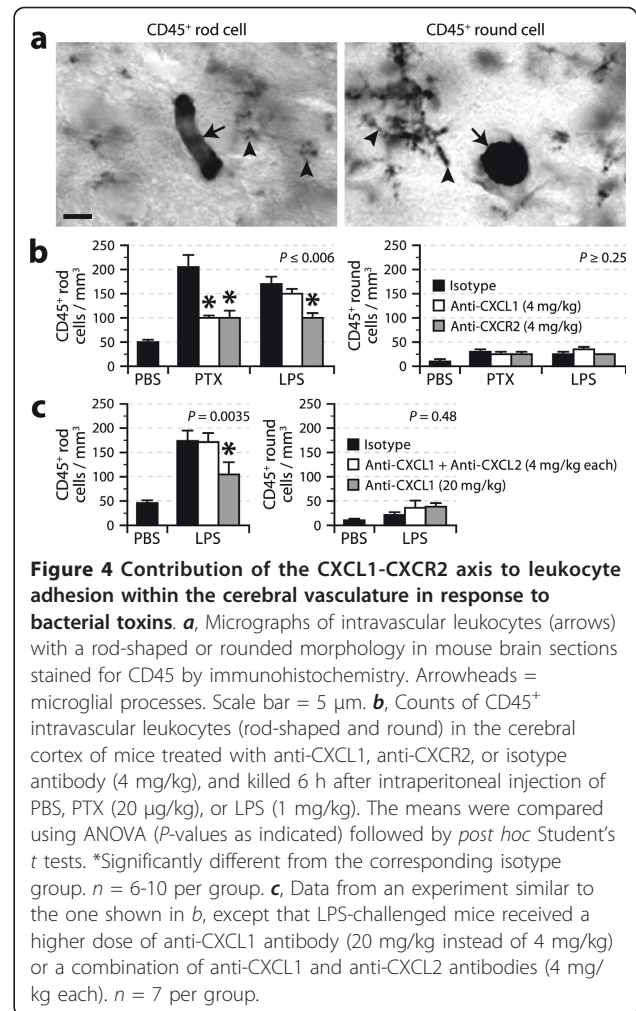 a
CD45+ rod cell
CD45+ round cell
b
CD45+ rod
cells / mm3
250
200
150
100
50
0
P ≤ 0.006
* *
*
PBS PTX LPS
CD45+ round
cells / mm3
250
200
150
100
50
0
P ≥ 0.25
Isotype
Anti-CXCL1 (4 mg/kg)
Anti-CXCR2 (4 mg/kg)
PBS PTX LPS
c
CD45+ rod
cells / mm3
250
200
150
100
50
0
P = 0.0035
*
PBS LPS
CD45+ round
cells / mm3
250
200
150
100
50
0
P = 0.48
Isotype
Anti-CXCL1 + Anti-CXCL2 (4 mg/kg each)
Anti-CXCL1 (20 mg/kg)
PBS LPS
Figure 4 Contribution of the CXCL1-CXCR2 axis to leukocyte
adhesion within the cerebral vasculature in response to
bacterial toxins. a, Micrographs of intravascular leukocytes (arrows)
with a rod-shaped or rounded morphology in mouse brain sections
stained for CD45 by immunohistochemistry. Arrowheads =
microglial processes. Scale bar = 5 μm. b, Counts of CD45+
intravascular leukocytes (rod-shaped and round) in the cerebral
cortex of mice treated with anti-CXCL1, anti-CXCR2, or isotype
antibody (4 mg/kg), and killed 6 h after intraperitoneal injection of
PBS, PTX (20 μg/kg), or LPS (1 mg/kg). The means were compared
using ANOVA (P-values as indicated) followed by post hoc Student's
t tests. *Significantly different from the corresponding isotype
group. n = 6-10 per group. c, Data from an experiment similar to
the one shown in b, except that LPS-challenged mice received a
higher dose of anti-CXCL1 antibody (20 mg/kg instead of 4 mg/kg)
or a combination of anti-CXCL1 and anti-CXCL2 antibodies (4 mg/
kg each). n = 7 per group.